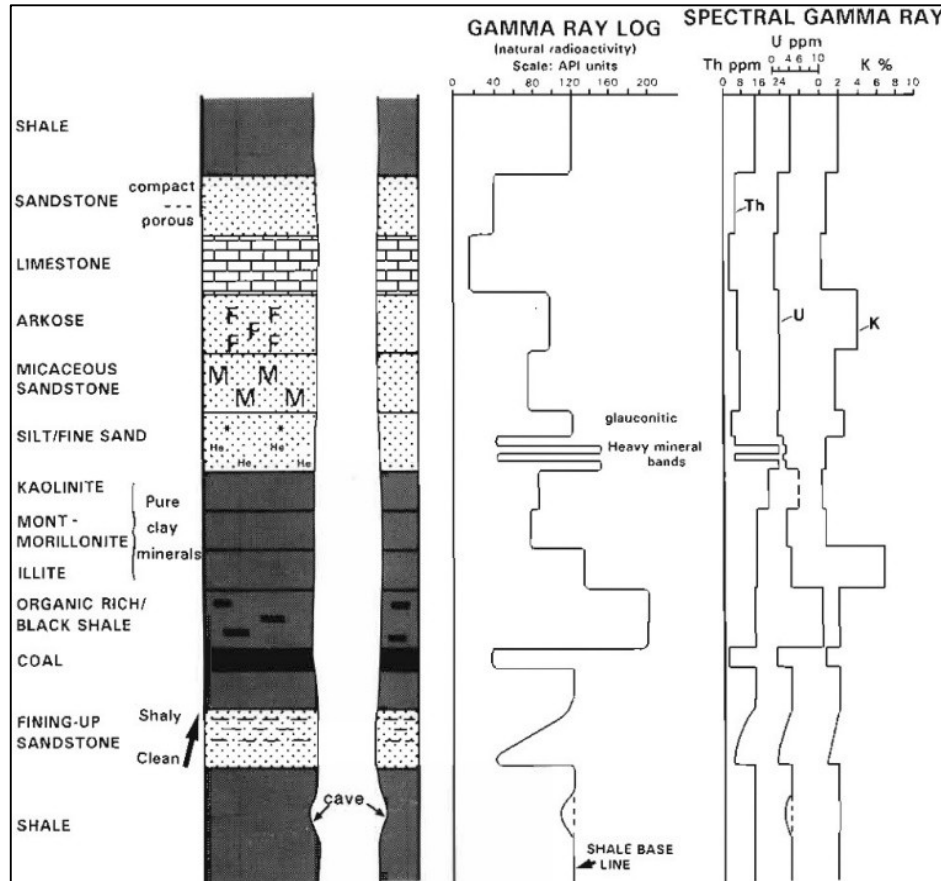 GAMMA RAY LOG
(natural radioactivity)
Scale: API units
0 40 80 120 160 200
SPECTRAL GAMMA RAY
U ppm
0 4 6 10
Th ppm
K %
0 8 16 24 0 2 4 6 8 10
SHALE
SANDSTONE
compact
porous
Th
LIMESTONE
ARKOSE
F F
F
F F
U
K
MICACEOUS
SANDSTONE
M M
M M
glauconitic
SILT/FINE SAND
He He
He He
Heavy mineral
bands
KAOLINITE
MONT-
MORILLONITE
ILLITE
Pure
clay
minerals
ORGANIC RICH/
BLACK SHALE
COAL
FINING-UP
SANDSTONE
Shaly
Clean
SHALE
cave
SHALE BASE
LINE